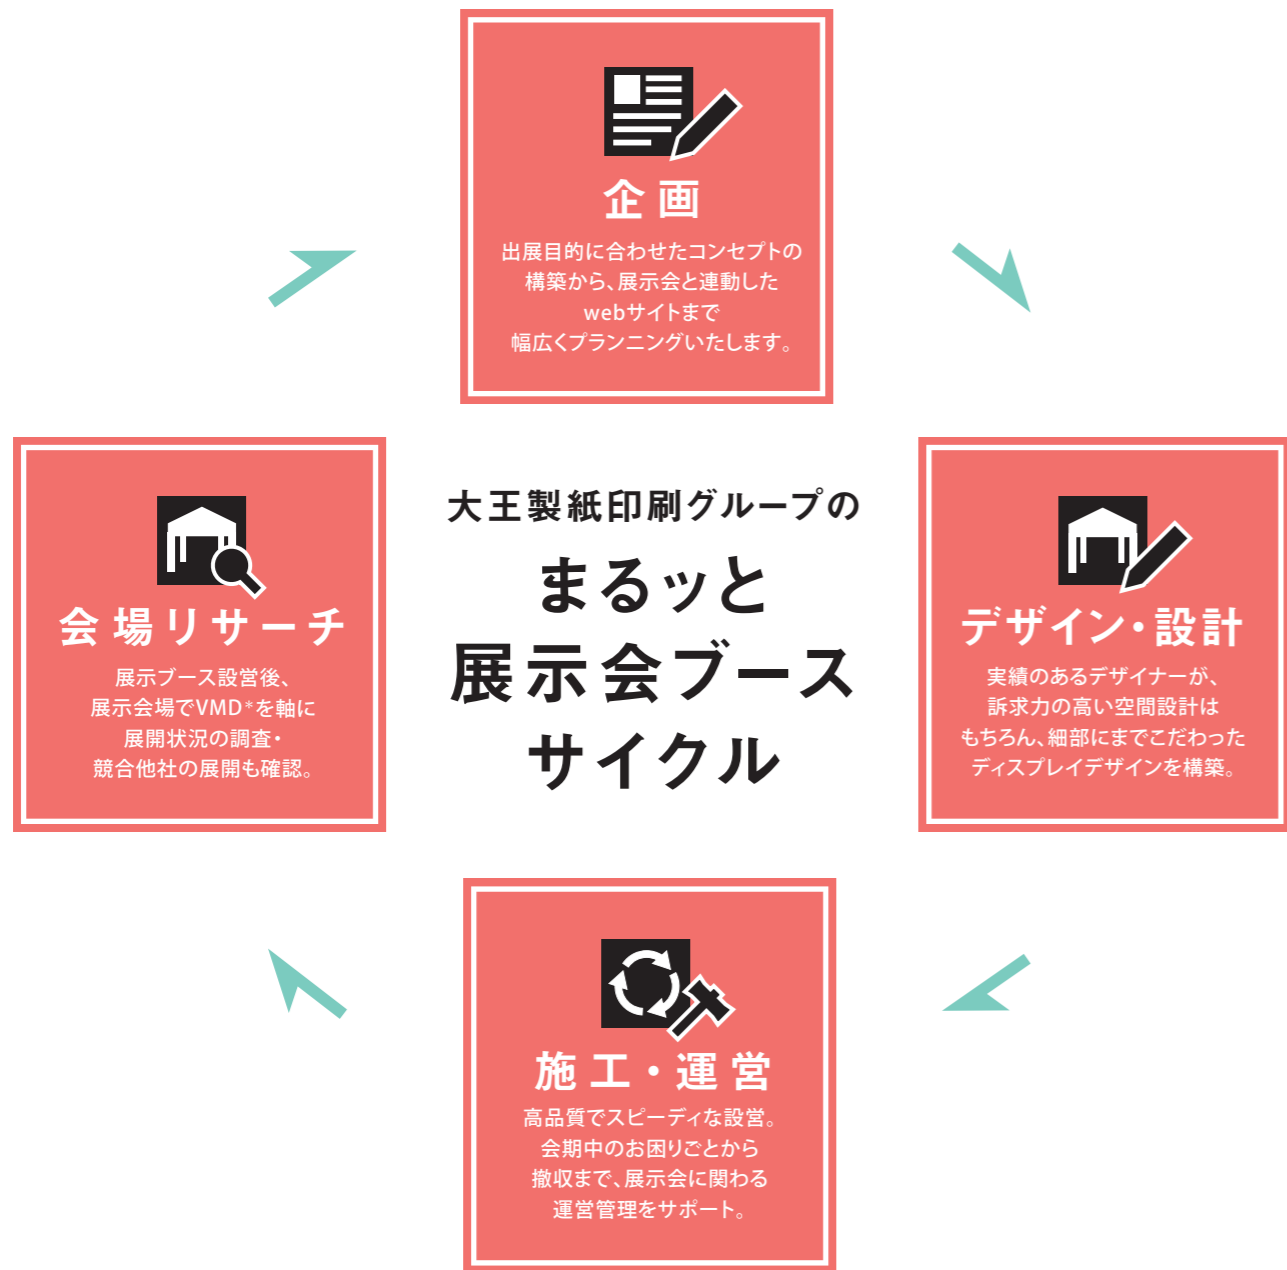 企画
出展目的に合わせたコンセプトの
構築から、展示会と連動した
webサイトまで
幅広くプランニングいたします。
大王製紙印刷グループの
まるッと
展示会ブース
サイクル
デザイン・設計
実績のあるデザイナーが、
訴求力の高い空間設計は
もちろん、細部にまでこだわった
ディスプレイデザインを構築。
施工・運営
高品質でスピーディな設営。
会期中のお困りごとから
撤収まで、展示会に関わる
運営管理をサポート。
会場リサーチ
展示ブース設営後、
展示会場でVMD*を軸に
展開状況の調査・
競合他社の展開も確認。